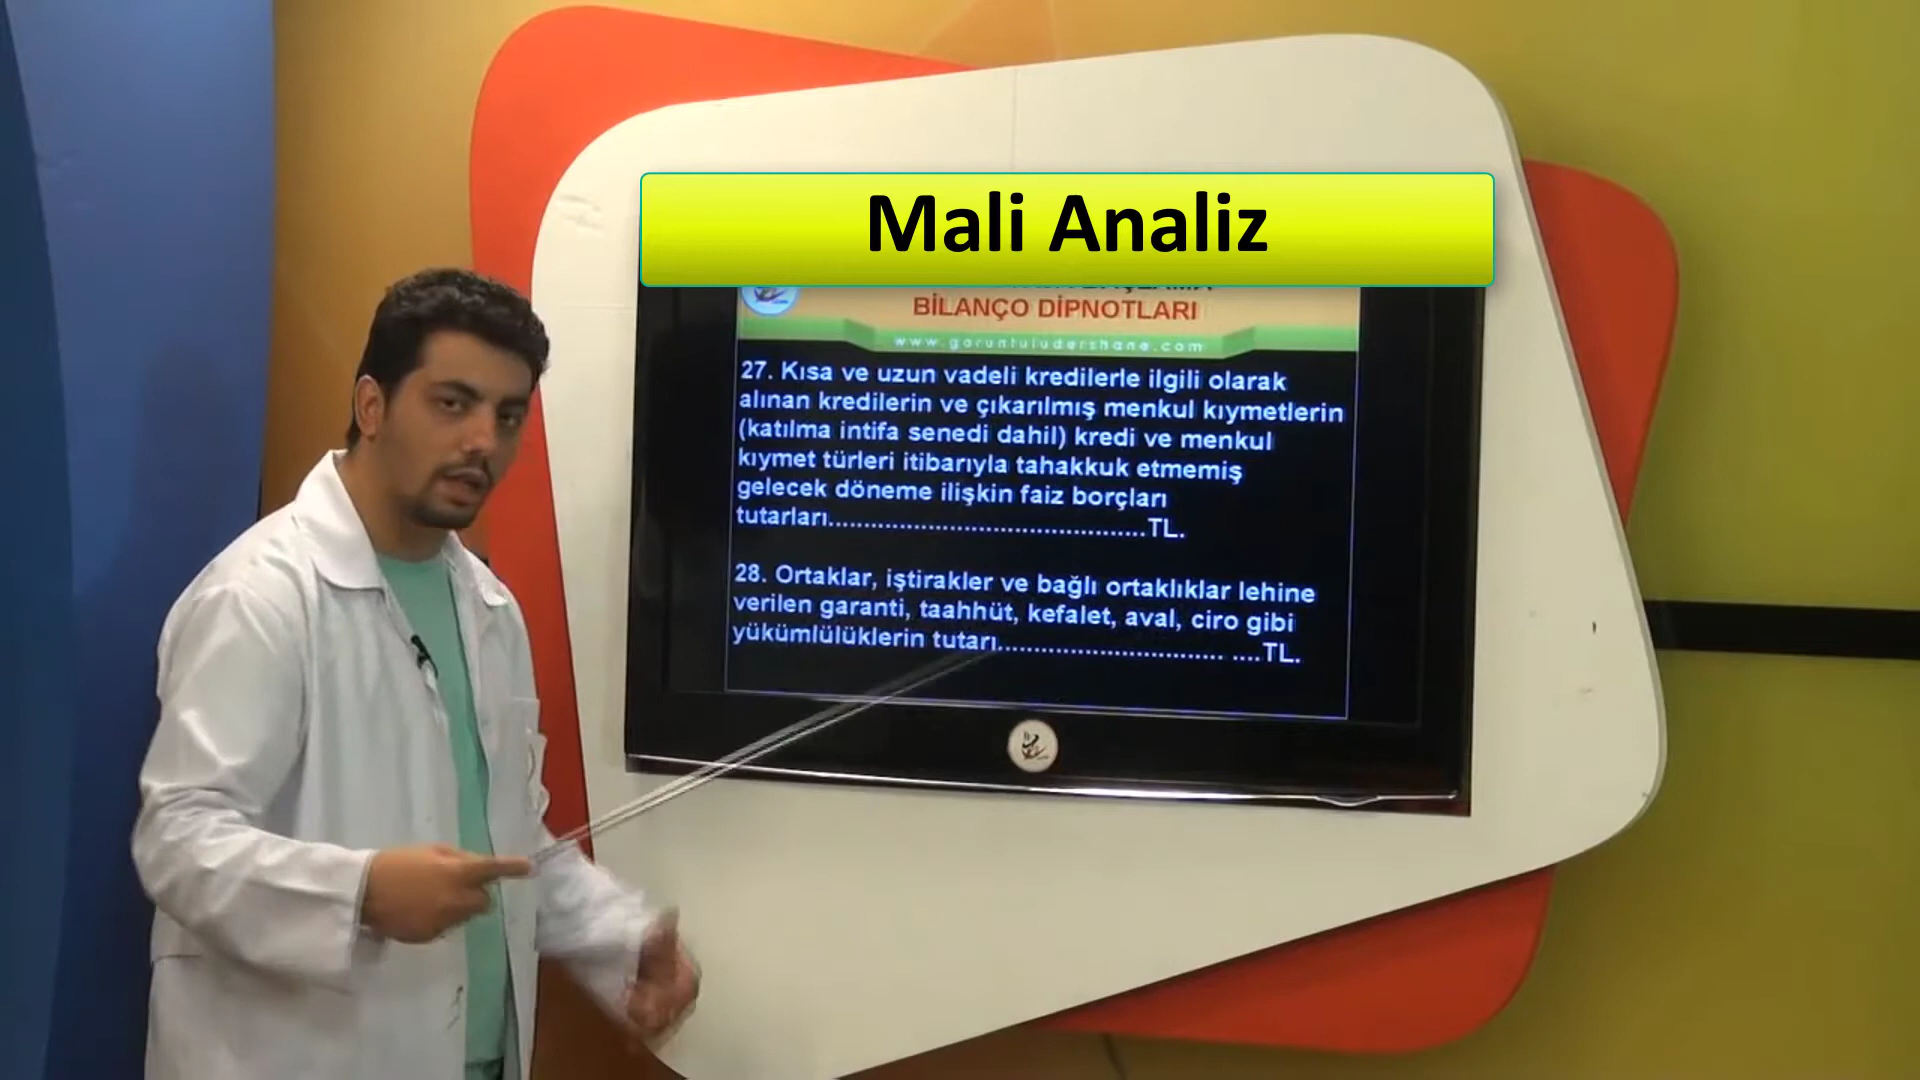 Mali Analiz
BİLANÇO DİPNOTLARI
www.goruntuludershane.com
27. Kısa ve uzun vadeli kredilerle ilgili olarak
alınan kredilerin ve çıkarılmış menkul kıymetlerin
(katılma intifa senedi dahil) kredi ve menkul
kıymet türleri itibarıyla tahakkuk etmemiş
gelecek döneme ilişkin faiz borçları
tutarları............................................TL.
28. Ortaklar, iştirakler ve bağlı ortaklıklar lehine
verilen garanti, taahhüt, kefalet, aval, ciro gibi
yükümlülüklerin tutarı............................... ....TL.